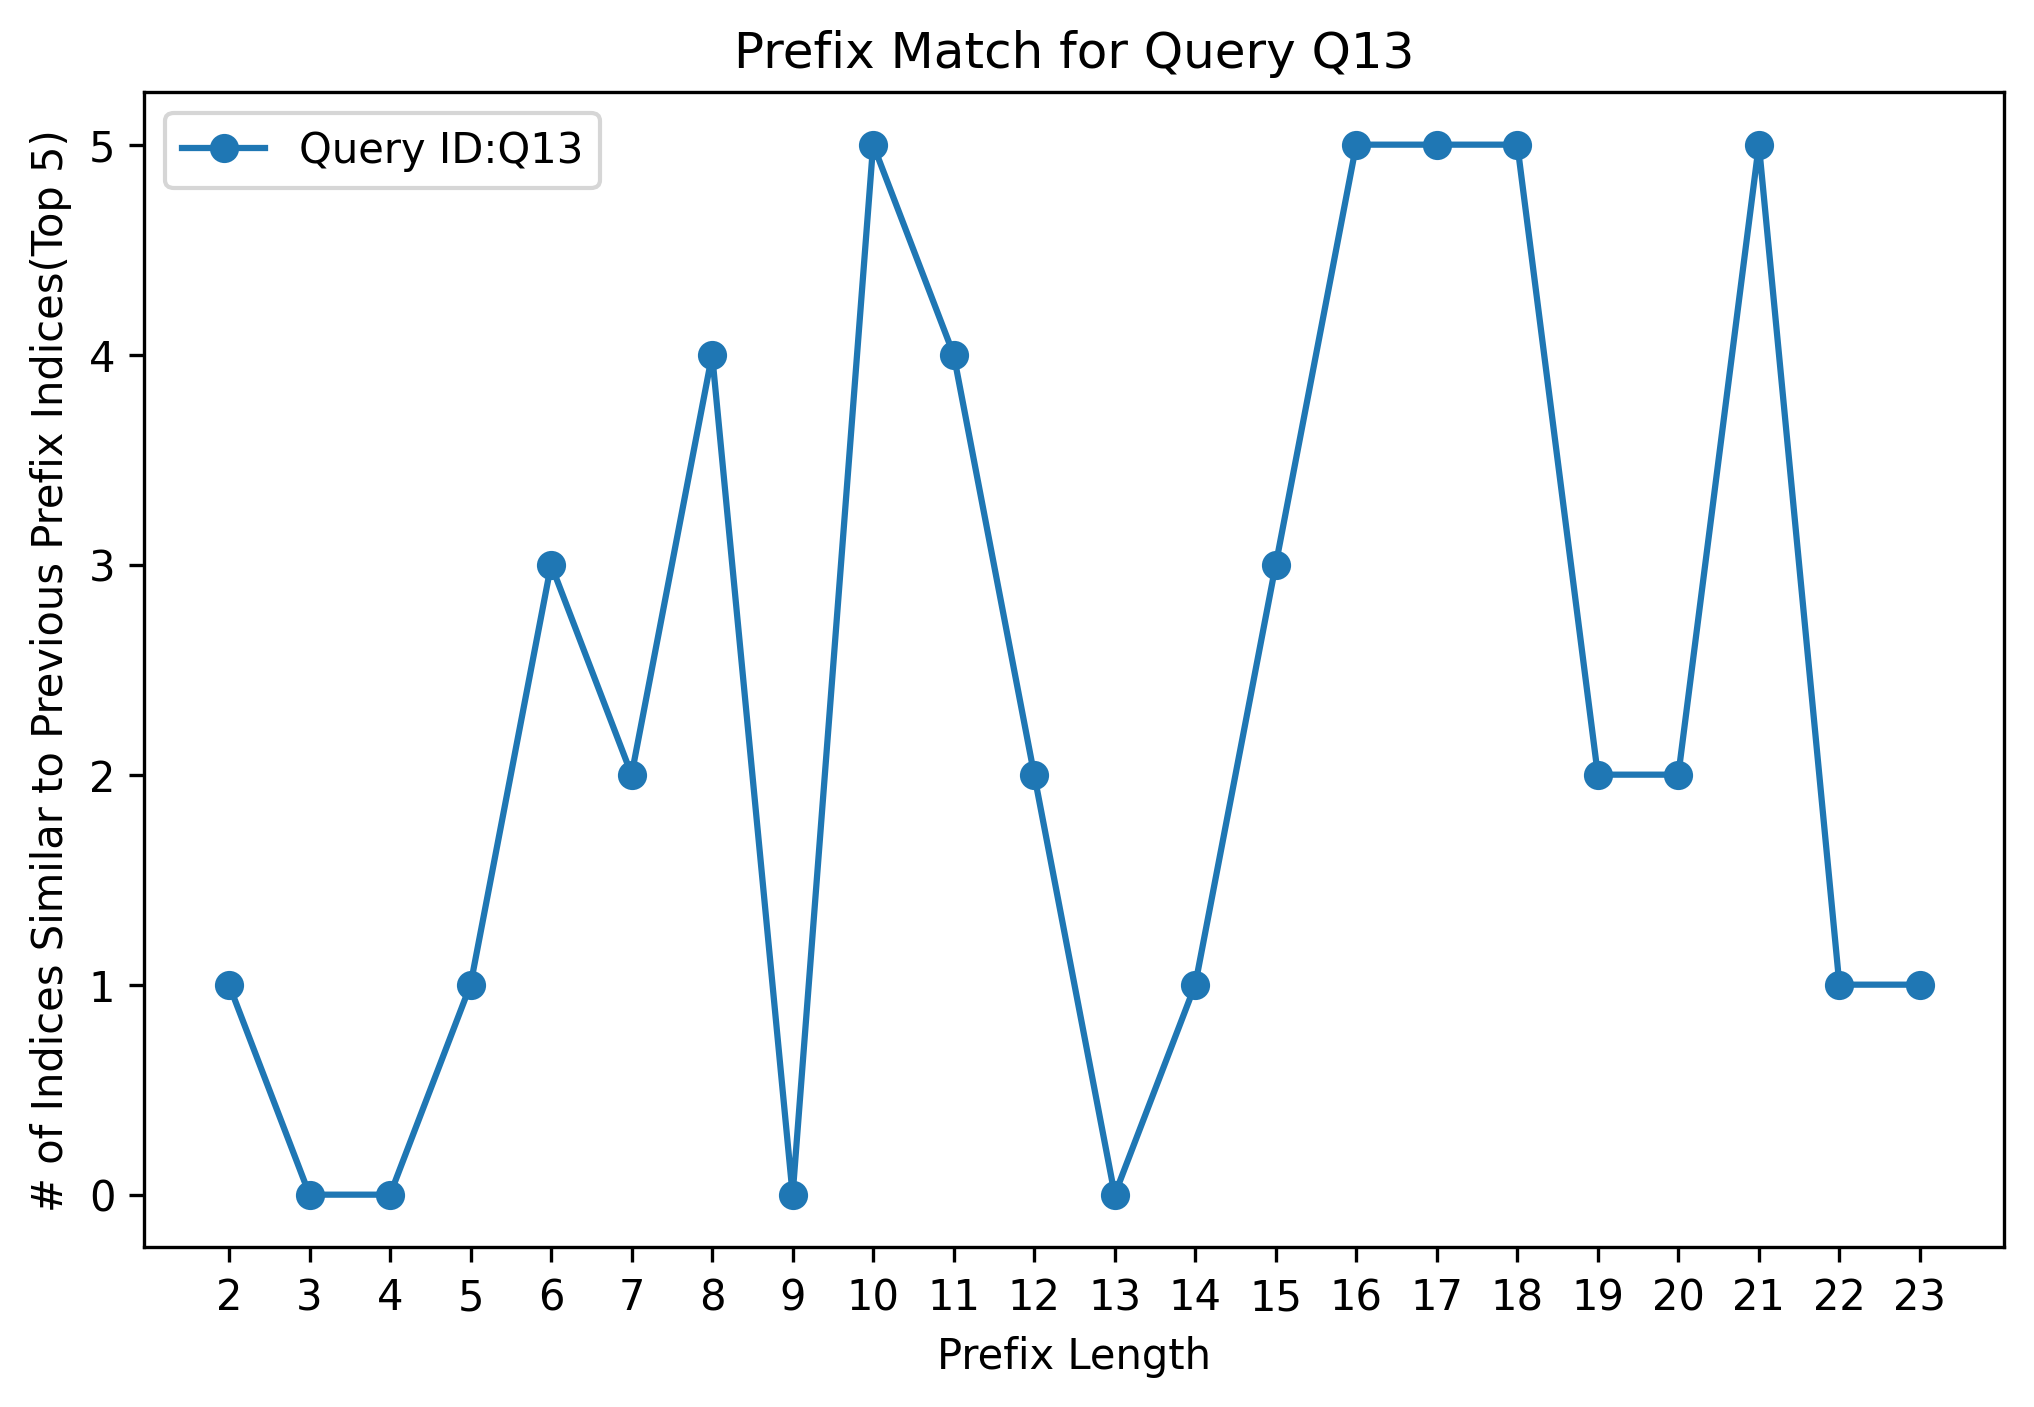 Prefix Match for Query Q13
Query ID:Q13
# of Indices Similar to Previous Prefix Indices(Top 5)
5
4
3
2
1
0
2 3 4 5 6 7 8 9 10 11 12 13 14 15 16 17 18 19 20 21 22 23
Prefix Length